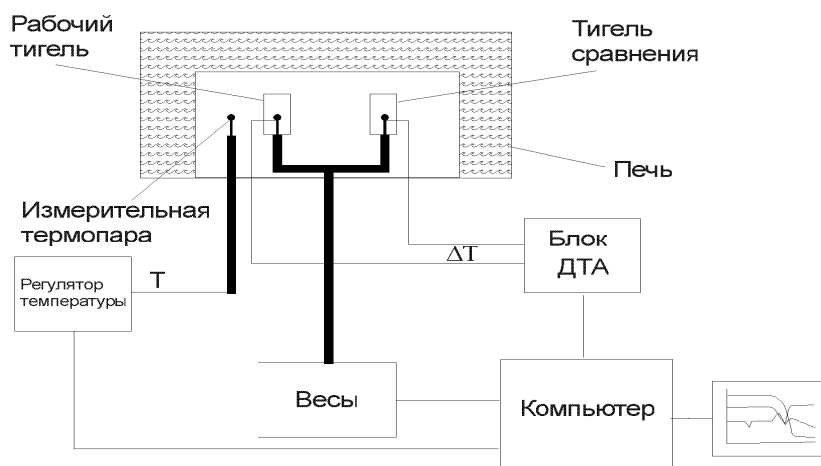 Рабочий
тигель
Тигель
сравнения
Печь
Измерительная
термопара
Регулятор
температуры
T
ΔT
Блок
ДТА
Весы
Компьютер